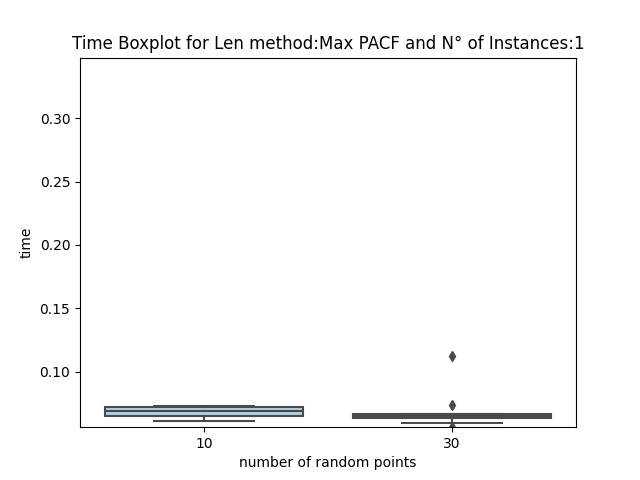 Time Boxplot for Len method:Max PACF and N° of Instances:1
0.30
0.25
0.20
0.15
0.10
time
10
30
number of random points